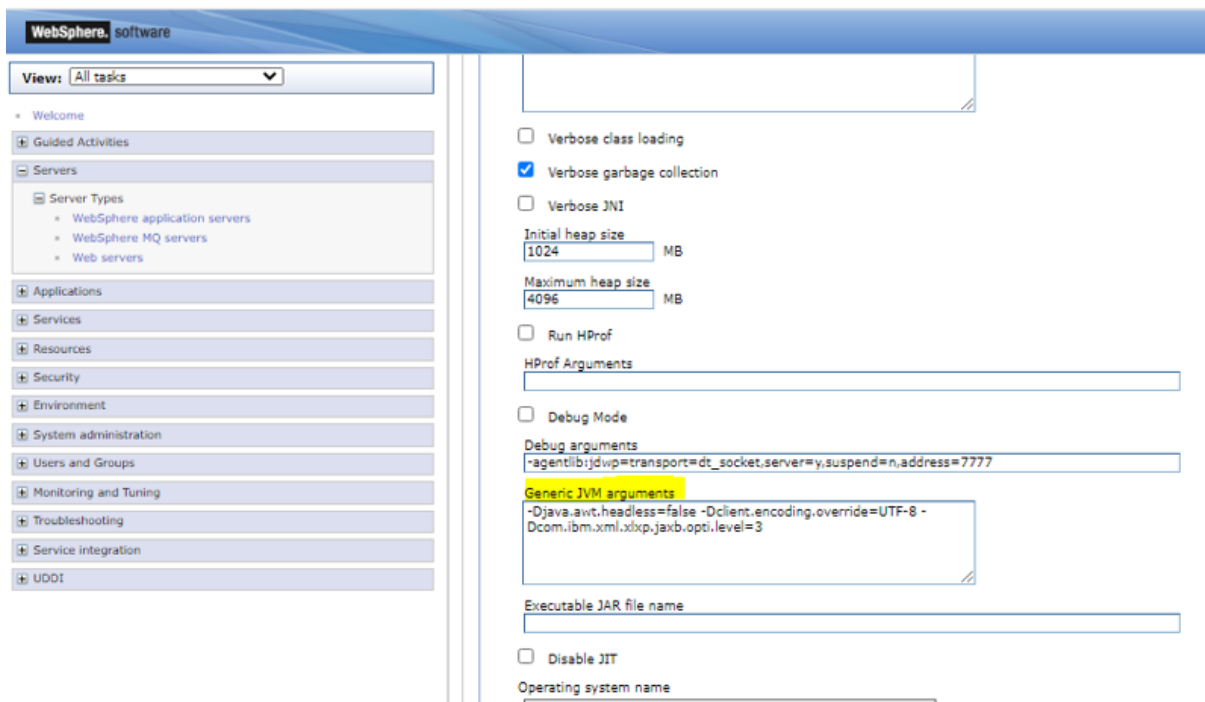 WebSphere. software
View: All tasks
Welcome
Guided Activities
Servers
Server Types
WebSphere application servers
WebSphere MQ servers
Web servers
Applications
Services
Resources
Security
Environment
System administration
Users and Groups
Monitoring and Tuning
Troubleshooting
Service integration
UDDI
Verbose class loading
Verbose garbage collection
Verbose JNI
Initial heap size
1024 MB
Maximum heap size
4096 MB
Run HProf
HProf Arguments
Debug Mode
Debug arguments
-agentlib:jdwp=transport=dt_socket,server=y,suspend=n,address=7777
Generic JVM arguments
-Djava.awt.headless=false -Dclient.encoding.override=UTF-8 -
Dcom.ibm.xml.xlxp.jaxb.opti.level=3
Executable JAR file name
Disable JIT
Operating system name